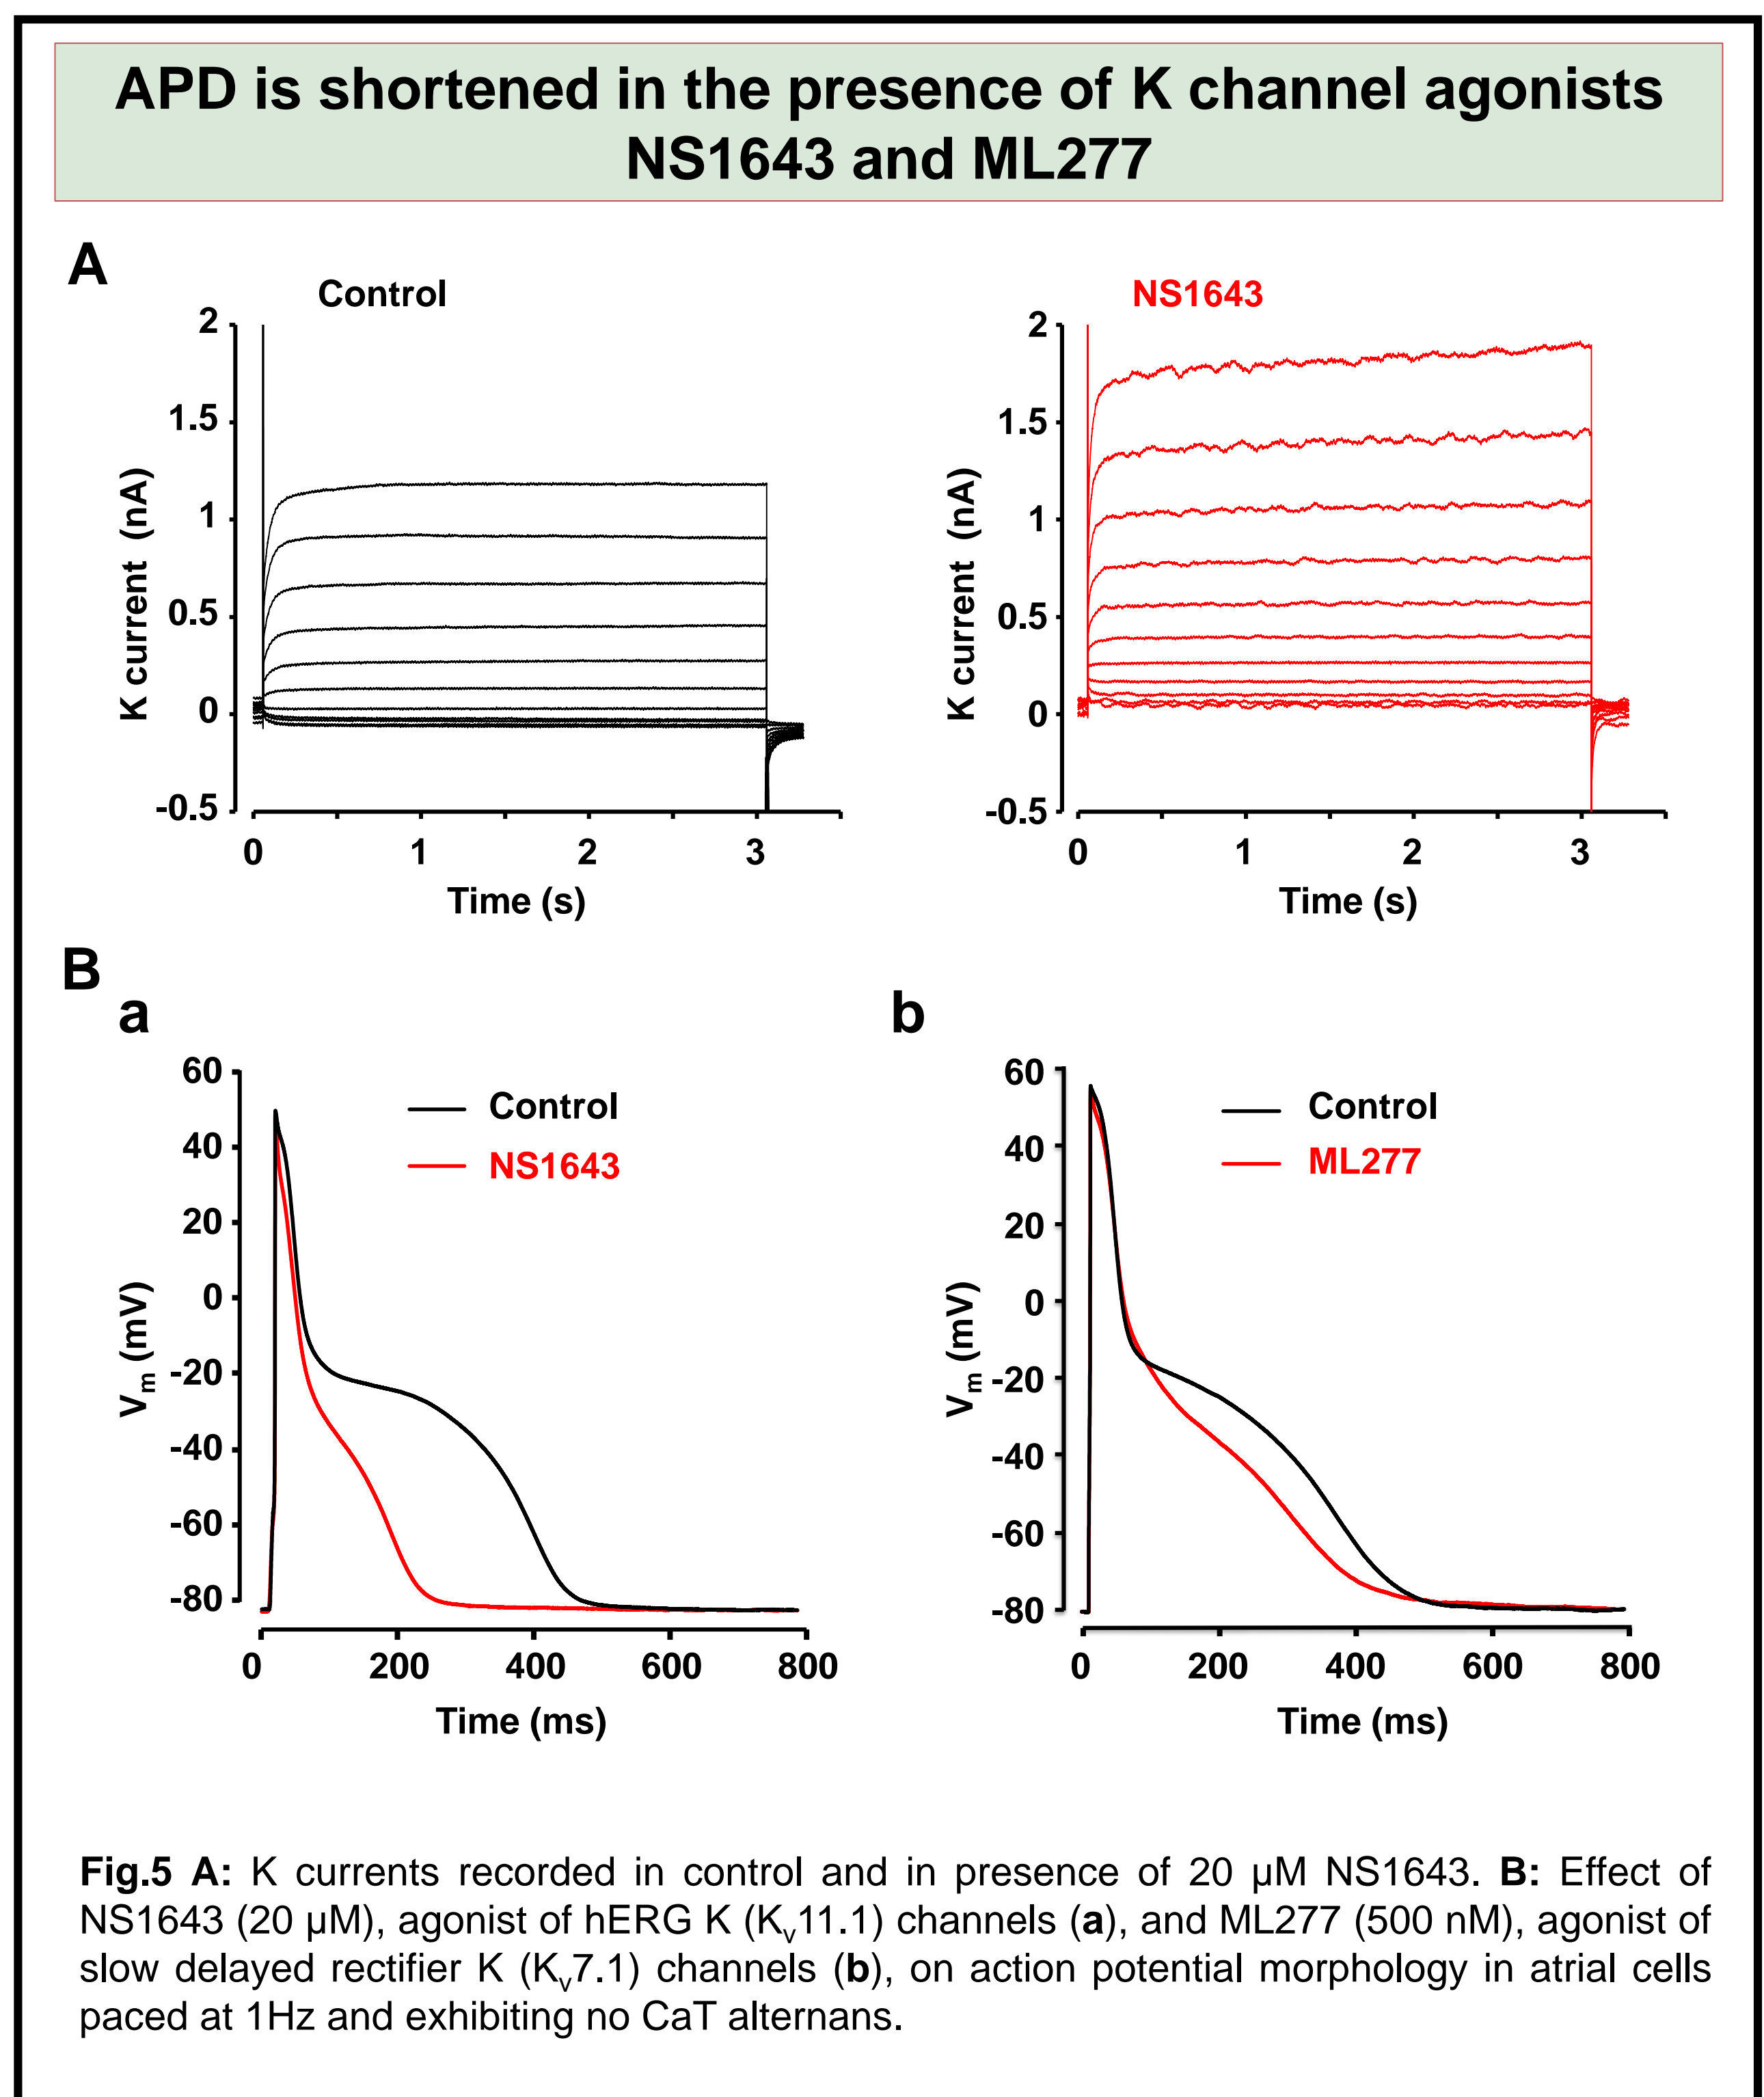 APD is shortened in the presence of K channel agonists
NS1643 and ML277
A
Control
2
1.5
1
0.5
0
-0.5
K current (nA)
0 1 2 3
Time (s)
NS1643
2
1.5
1
0.5
0
-0.5
K current (nA)
0 1 2 3
Time (s)
B
a
60
40
20
0
-20
-40
-60
-80
Vm (mV)
Control
NS1643
0 200 400 600 800
Time (ms)
b
60
40
20
0
-20
-40
-60
-80
Vm (mV)
Control
ML277
0 200 400 600 800
Time (ms)
Fig.5 A: K currents recorded in control and in presence of 20 µM NS1643. B: Effect of
NS1643 (20 µM), agonist of hERG K (Kv11.1) channels (a), and ML277 (500 nM), agonist of
slow delayed rectifier K (Kv7.1) channels (b), on action potential morphology in atrial cells
paced at 1Hz and exhibiting no CaT alternans.